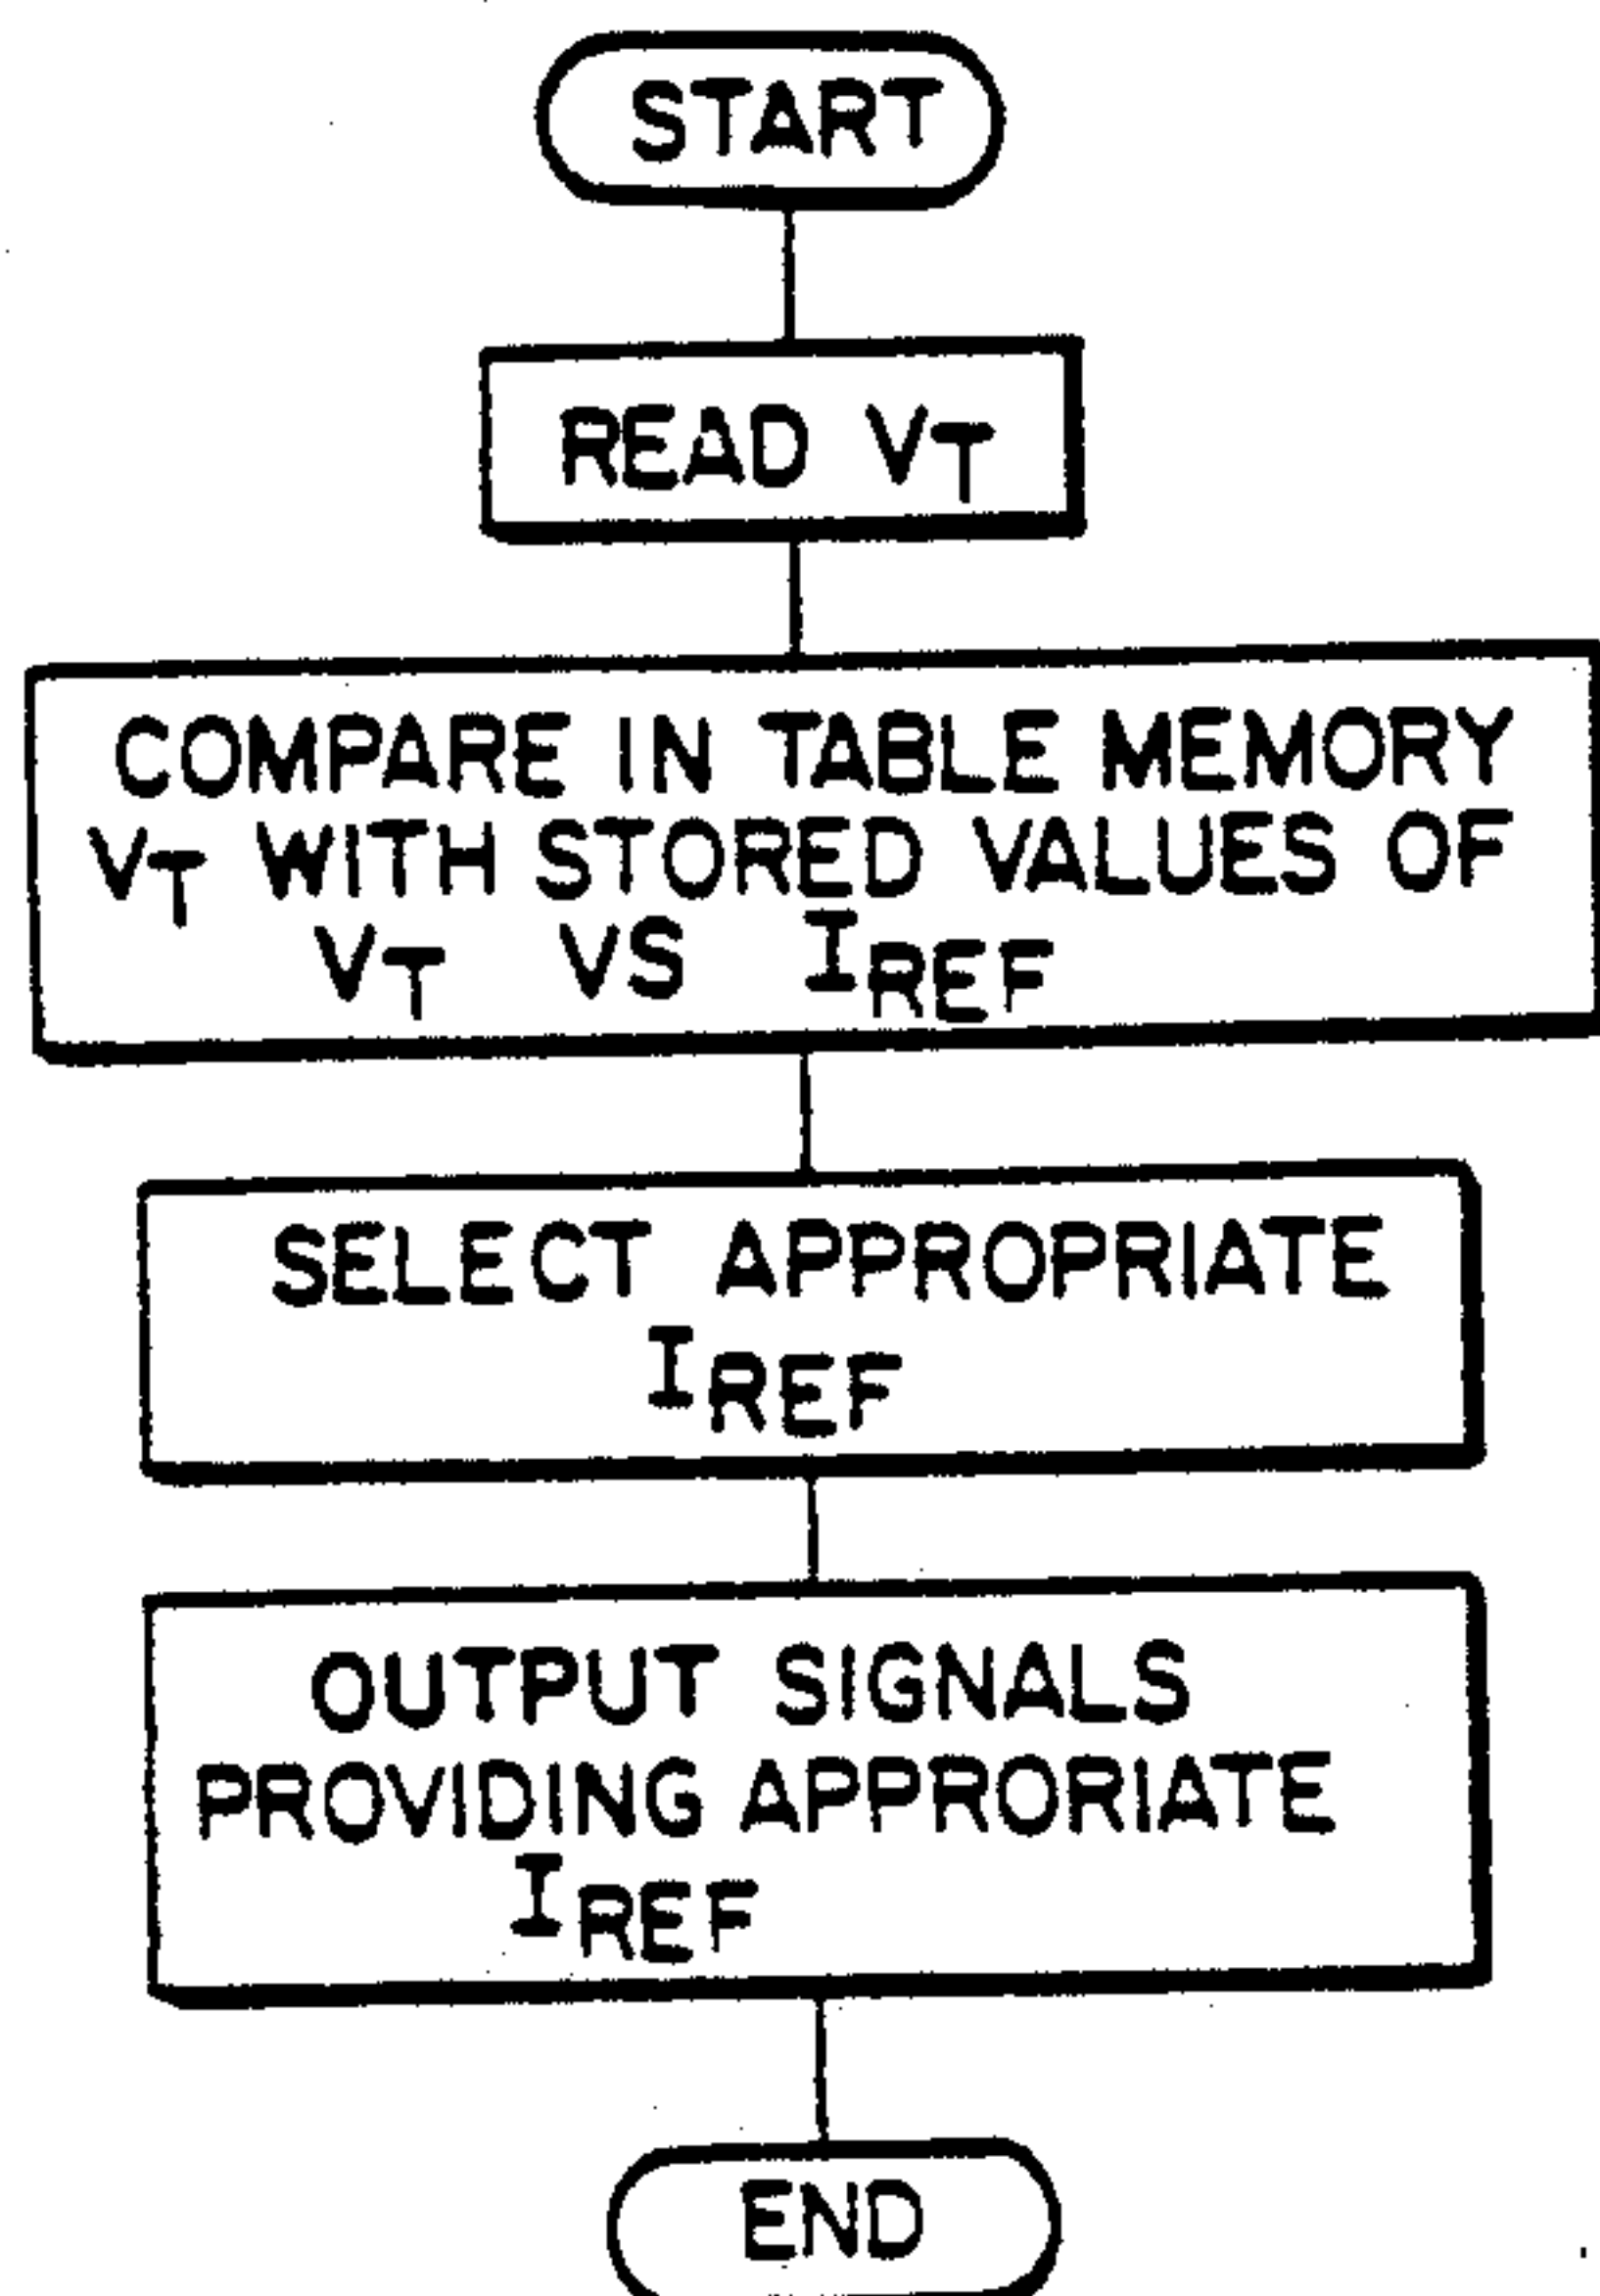 START
READ VT
COMPARE IN TABLE MEMORY
VT WITH STORED VALUES OF
VT VS IREF
SELECT APPROPRIATE
IREF
OUTPUT SIGNALS
PROVIDING APPRORIATE
IREF
END